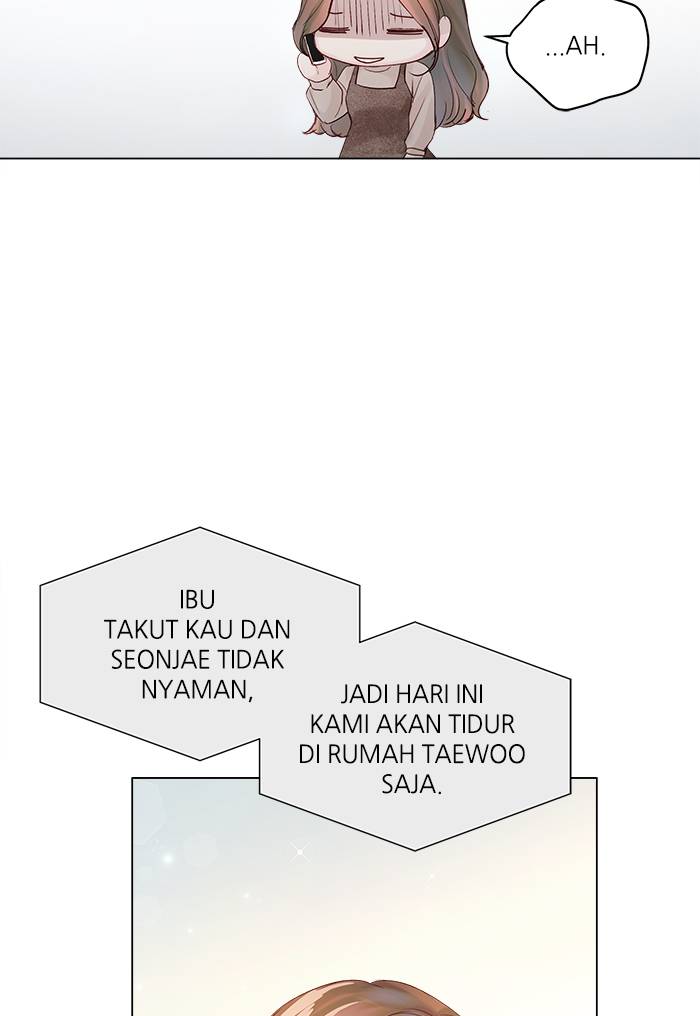 ...AH.
IBU
TAKUT KAU DAN
SEONJAE TIDAK
NYAMAN,
JADI HARI INI
KAMI AKAN TIDUR
DI RUMAH TAEWOO
SAJA.